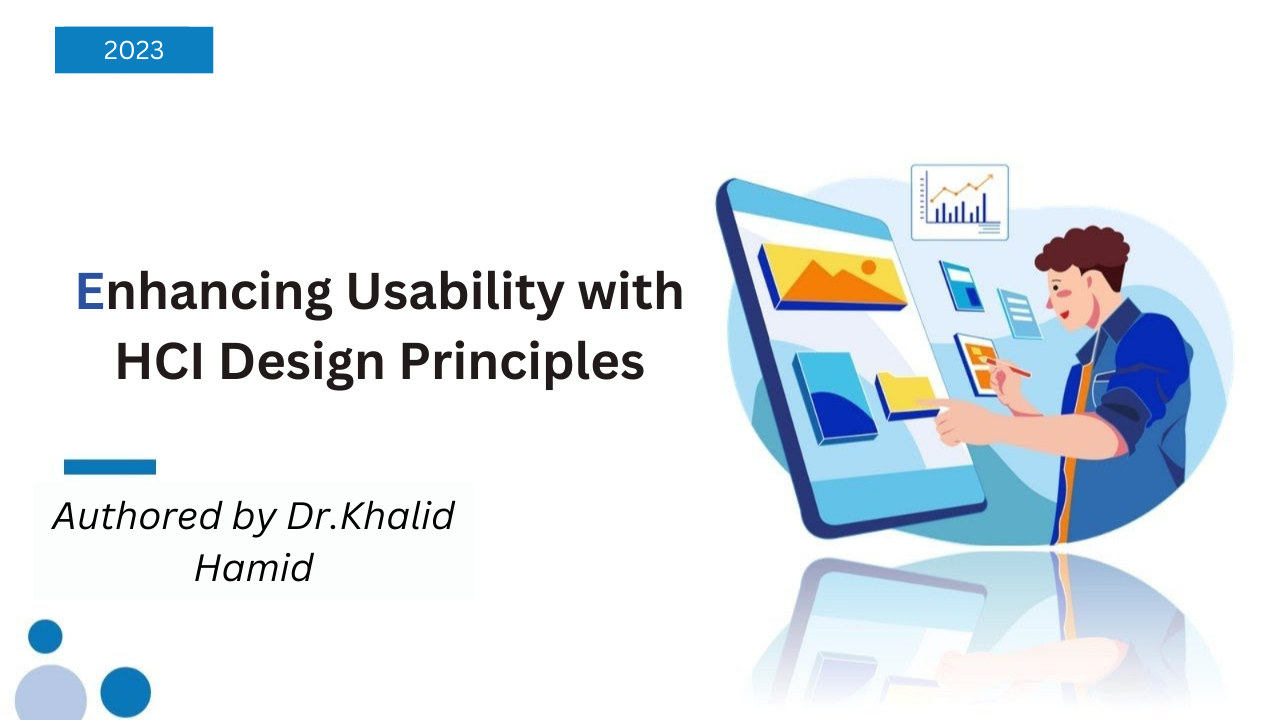 2023
Enhancing Usability with
HCI Design Principles
Authored by Dr.Khalid
Hamid